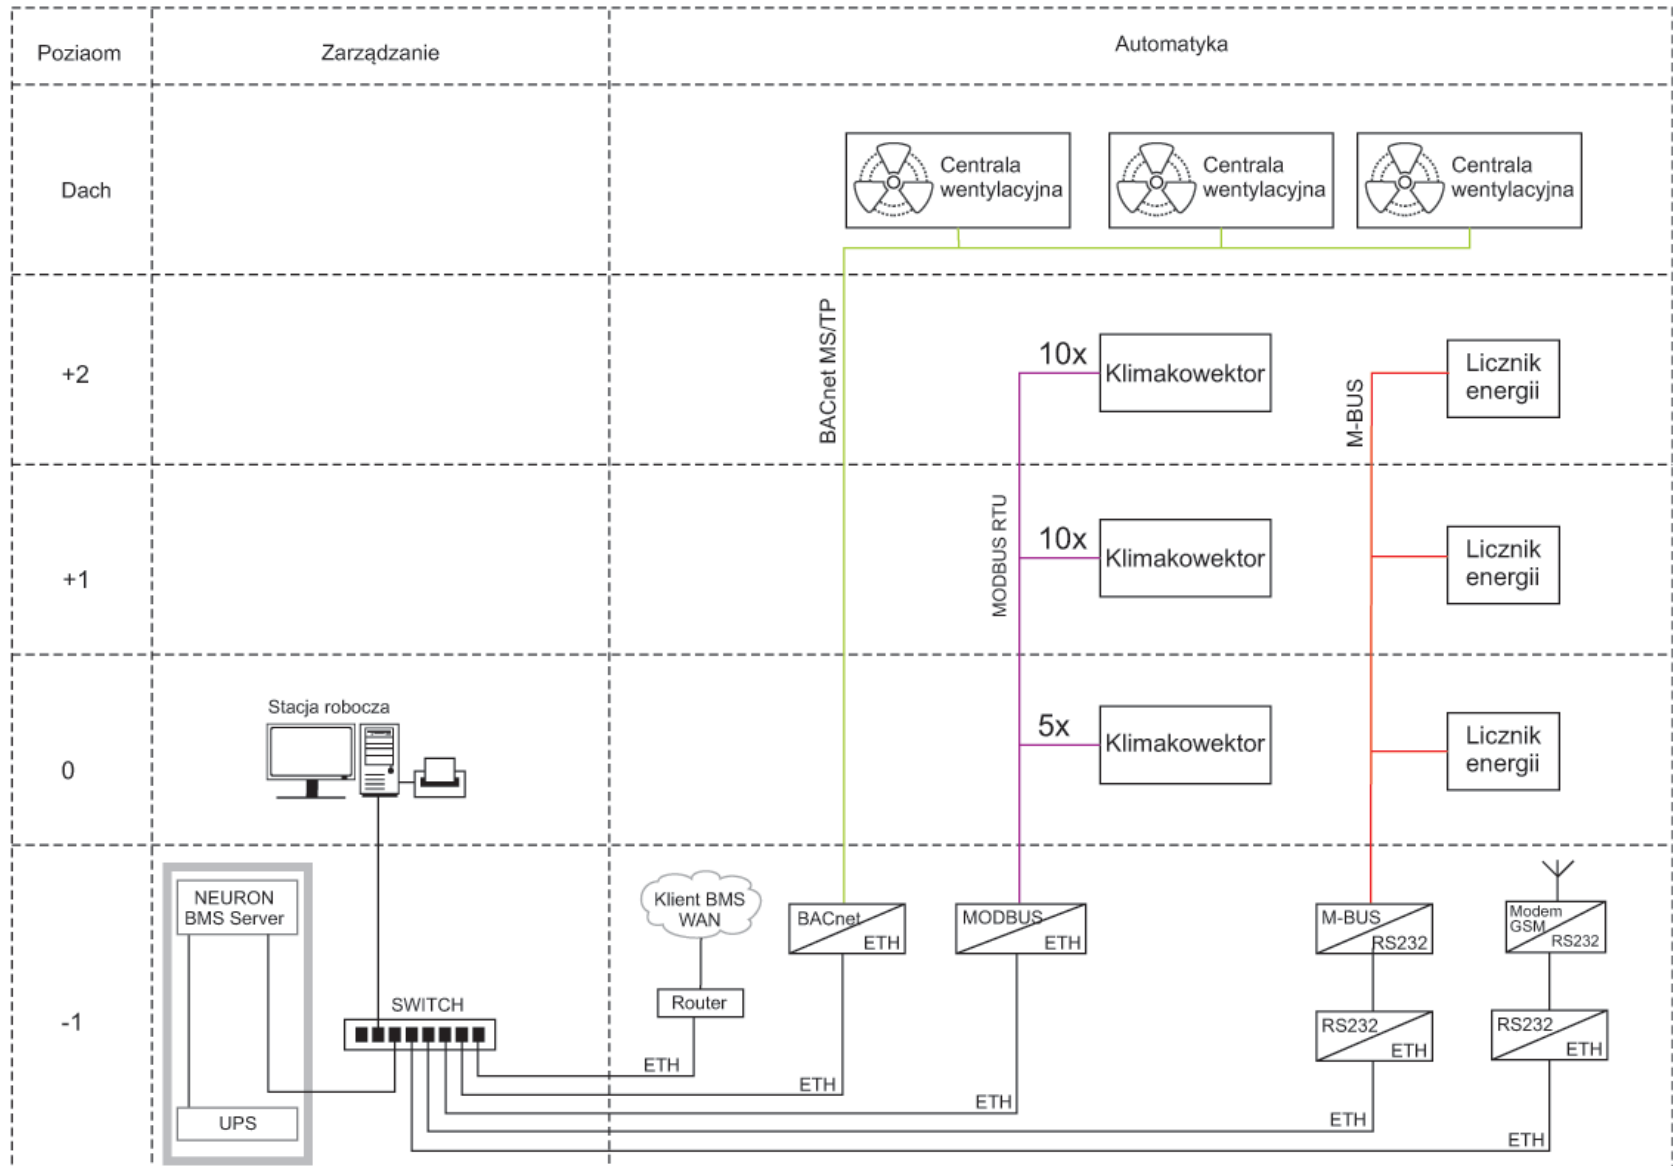 Poziaom
Zarządzanie
Automatyka
Dach
Centrala
wentylacyjna
Centrala
wentylacyjna
Centrala
wentylacyjna
BACnet MS/TP
+2
10x
Klimakowektor
M-BUS
Licznik
energii
+1
MODBUS RTU
10x
Klimakowektor
Licznik
energii
0
Stacja robocza
5x
Klimakowektor
Licznik
energii
-1
NEURON
BMS Server
UPS
SWITCH
Klient BMS
WAN
Router
BACnet
ETH
MODBUS
ETH
M-BUS
RS232
Modem
GSM
RS232
RS232
ETH
RS232
ETH
ETH
ETH
ETH
ETH
ETH